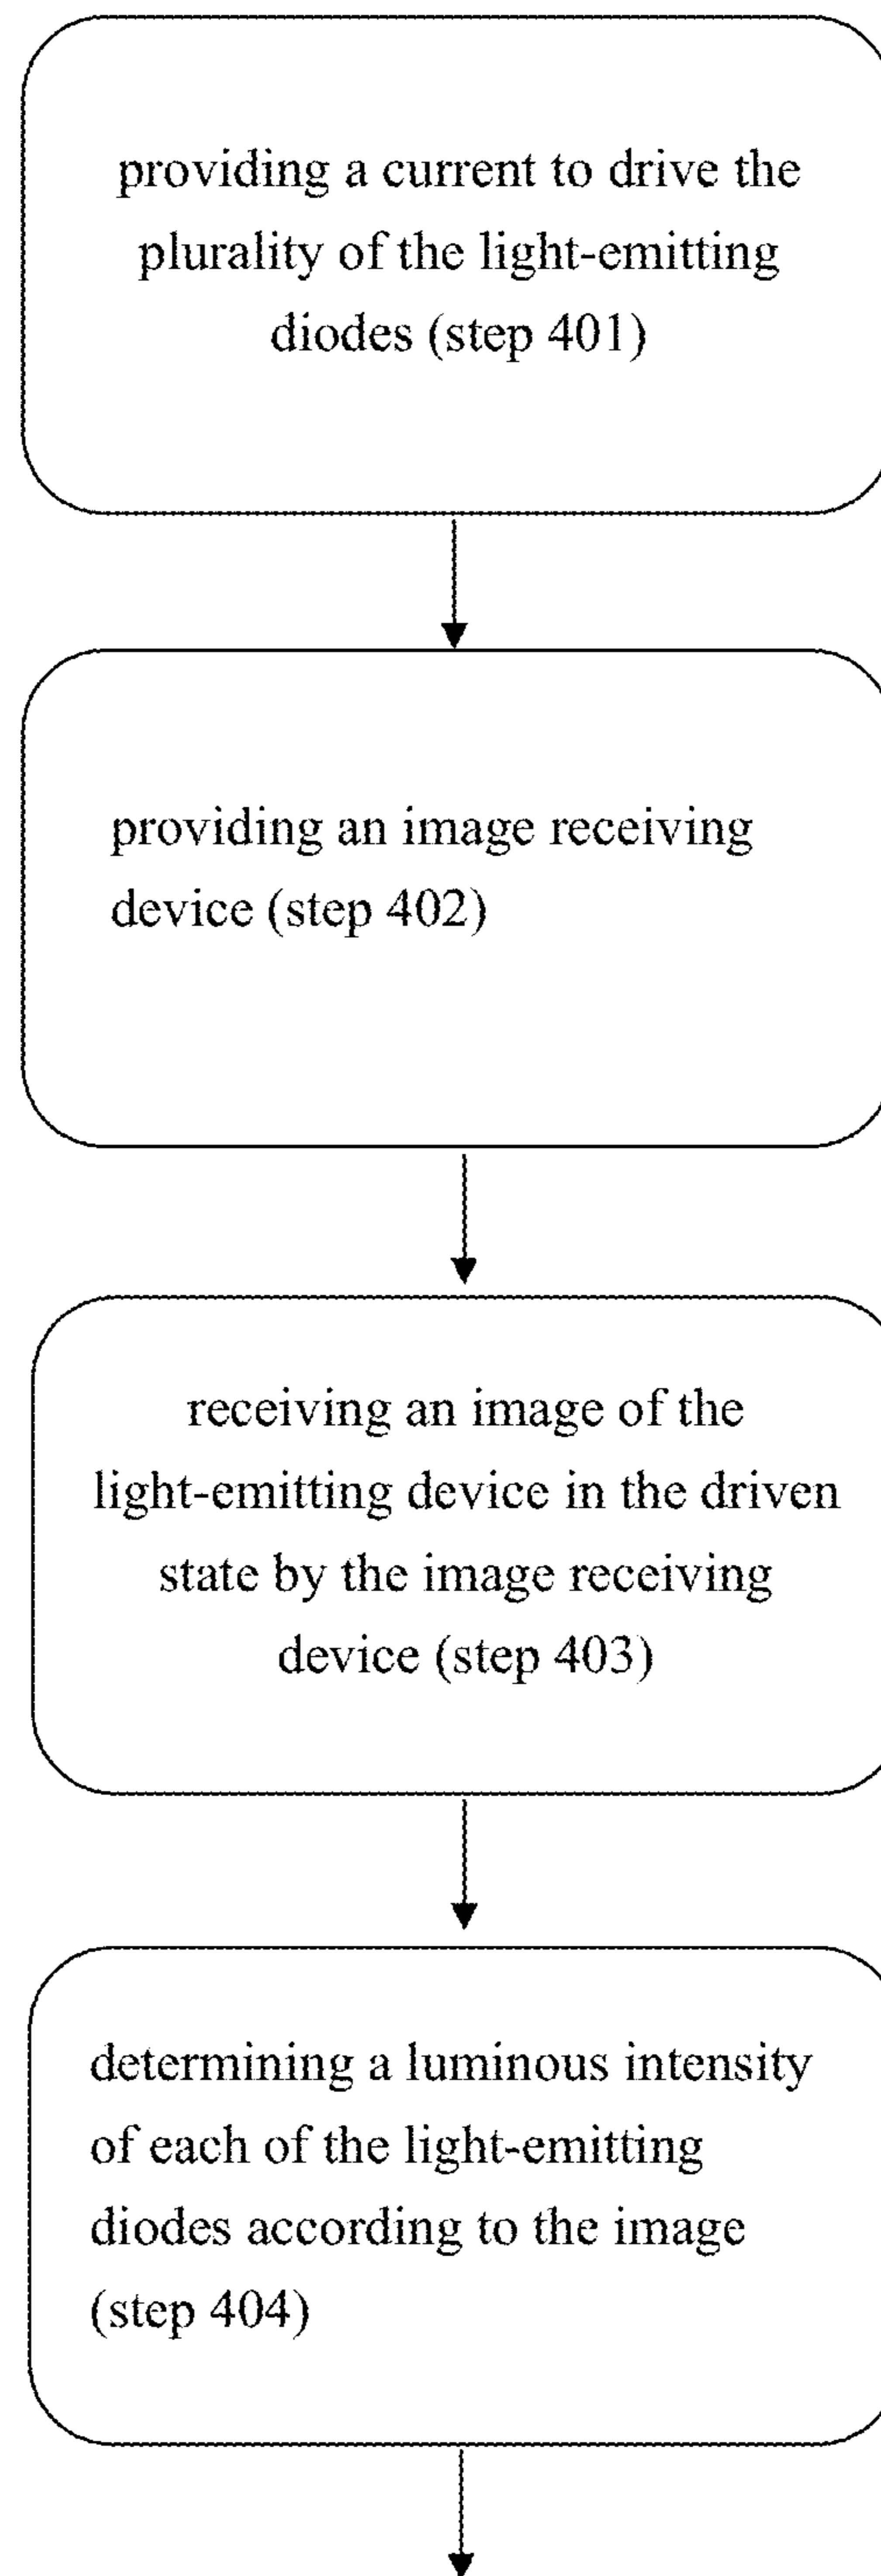 providing a current to drive the
plurality of the light-emitting
diodes (step 401)
providing an image receiving
device (step 402)
receiving an image of the
light-emitting device in the driven
state by the image receiving
device (step 403)
determining a luminous intensity
of each of the light-emitting
diodes according to the image
(step 404)